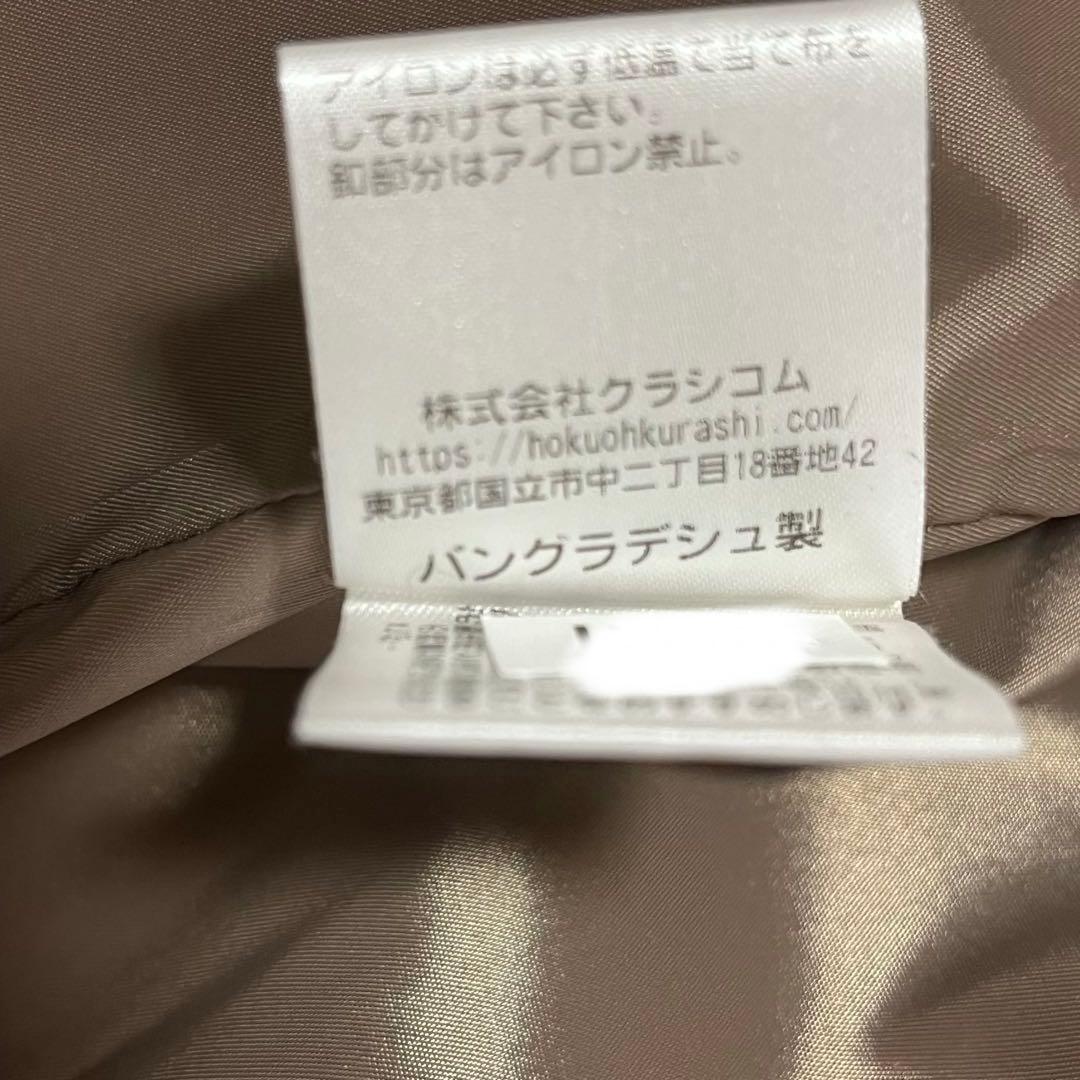 アイロンは必ず低温で当て布を
してかけて下さい。
釦部分はアイロン禁止。
株式会社クラシコム
https://hokuohkurashi.com/
東京都国立市中二丁目18番地42
バングラデシュ製